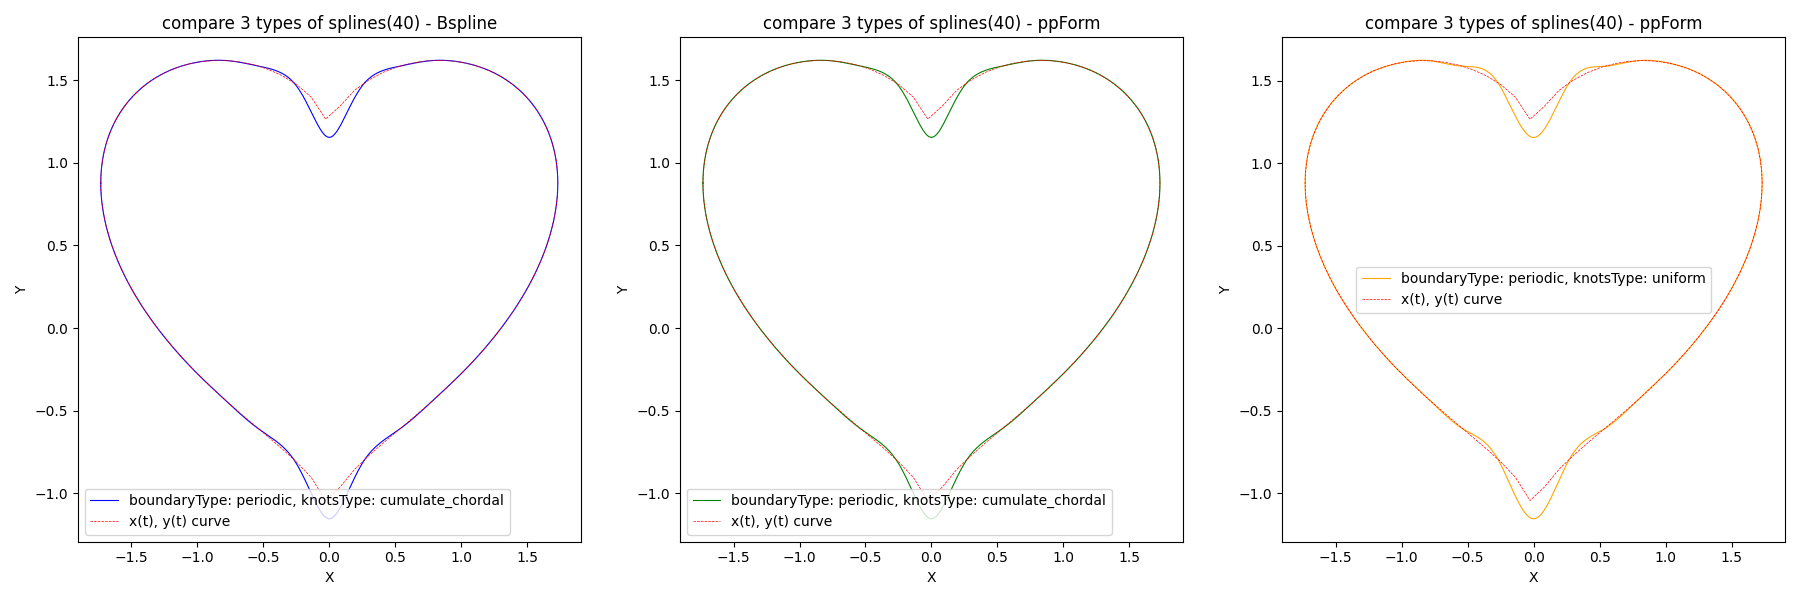 compare 3 types of splines(40) - Bspline
Y
1.5
1.0
0.5
0.0
−0.5
−1.0
boundaryType: periodic, knotsType: cumulate_chordal
x(t), y(t) curve
−1.5 −1.0 −0.5 0.0 0.5 1.0 1.5
X
compare 3 types of splines(40) - ppForm
Y
1.5
1.0
0.5
0.0
−0.5
−1.0
boundaryType: periodic, knotsType: cumulate_chordal
x(t), y(t) curve
−1.5 −1.0 −0.5 0.0 0.5 1.0 1.5
X
compare 3 types of splines(40) - ppForm
Y
1.5
1.0
0.5
0.0
−0.5
−1.0
boundaryType: periodic, knotsType: uniform
x(t), y(t) curve
−1.5 −1.0 −0.5 0.0 0.5 1.0 1.5
X